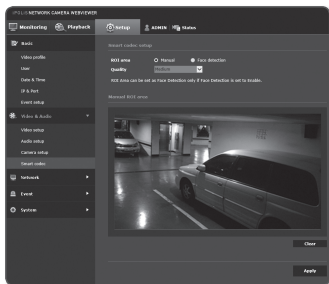 iPOLiS NETWORK CAMERA WEBVIEWER
Monitoring
Playback
Setup
ADMIN
Status
Basic
Video profile
User
Date & Time
IP & Port
Event setup
Video & Audio
Video setup
Audio setup
Camera setup
Smart codec
Network
Event
System
Smart codec setup
ROI area
Manual
Face detection
Quality
Medium
ROI Area can be set as Face Detection only if Face Detection is set to Enable.
Manual ROI area
Clear
Apply